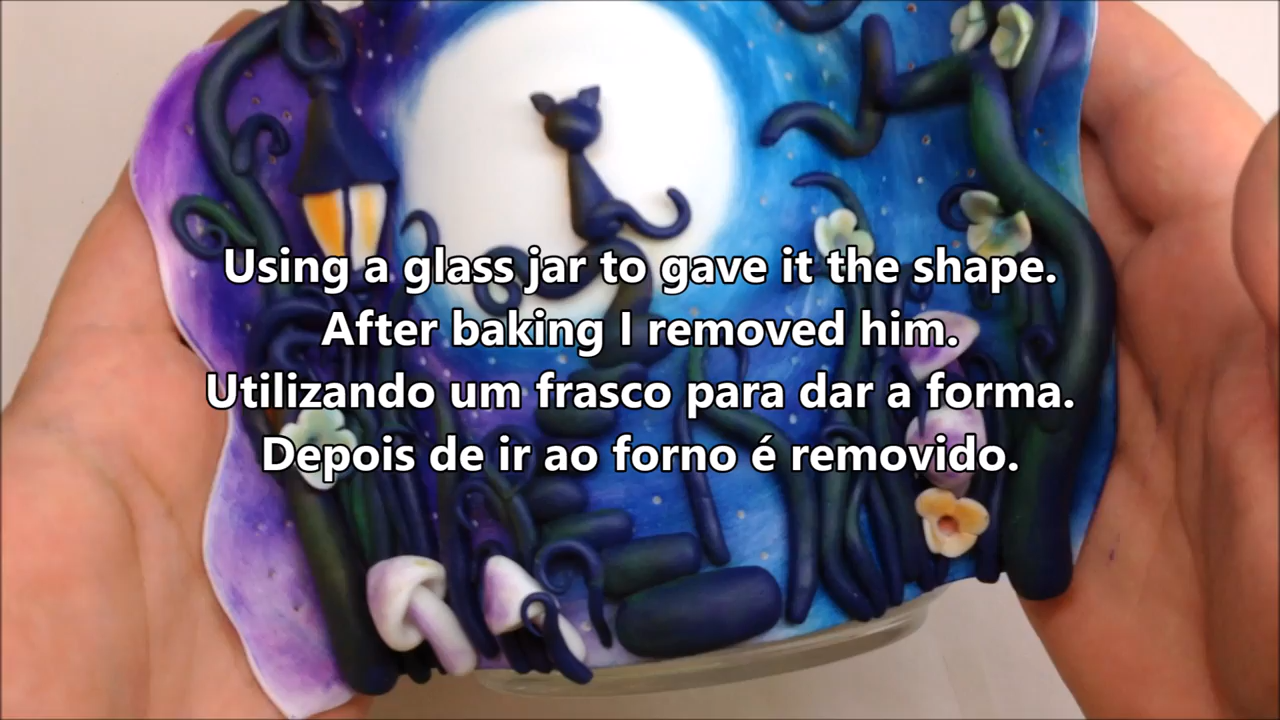 Using a glass jar to gave it the shape.
After baking I removed him.
Utilizando um frasco para dar a forma.
Depois de ir ao forno é removido.